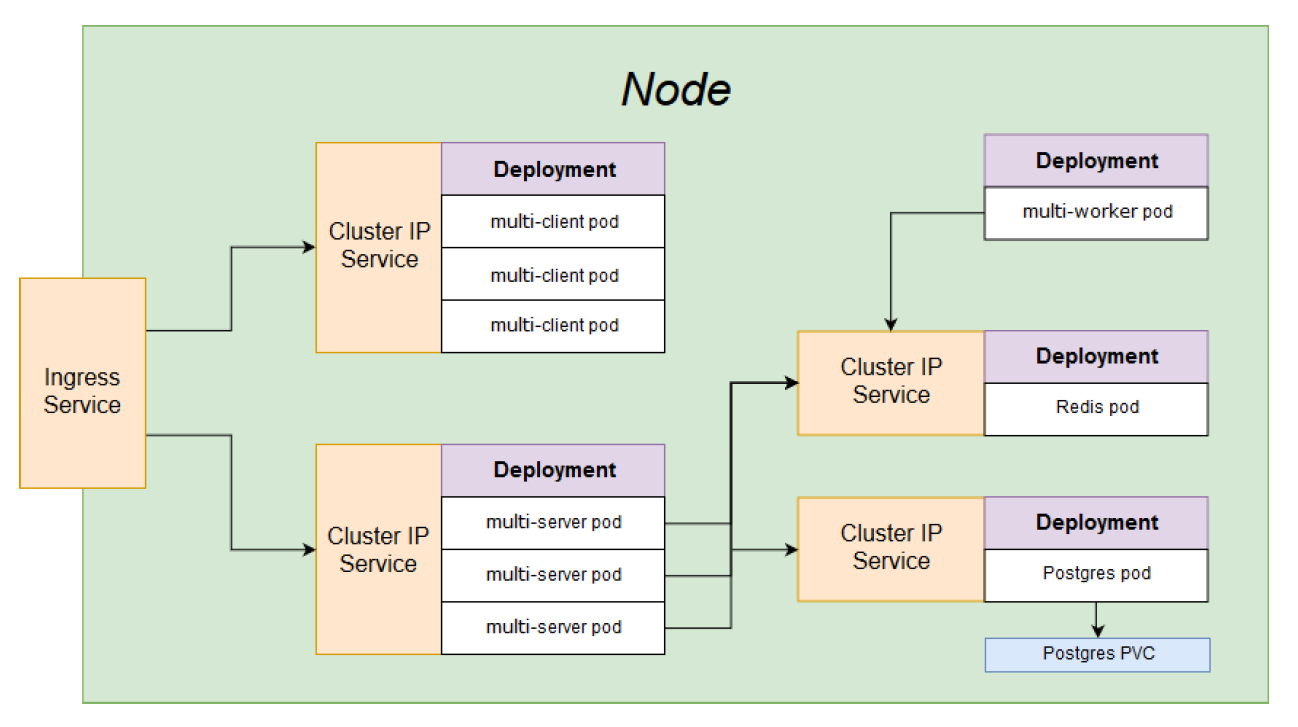 Node
Ingress
Service
Cluster IP
Service
Deployment
multi-client pod
multi-client pod
multi-client pod
Cluster IP
Service
Deployment
multi-server pod
multi-server pod
multi-server pod
Deployment
multi-worker pod
Cluster IP
Service
Deployment
Redis pod
Cluster IP
Service
Deployment
Postgres pod
Postgres PVC